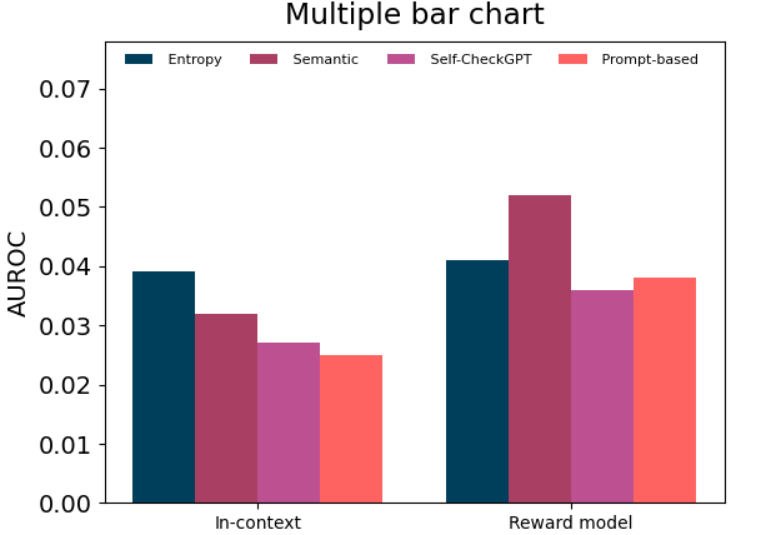 Multiple bar chart
Entropy Semantic Self-CheckGPT Prompt-based
0.07
0.06
0.05
0.04
0.03
0.02
0.01
0.00
AUROC
In-context Reward model